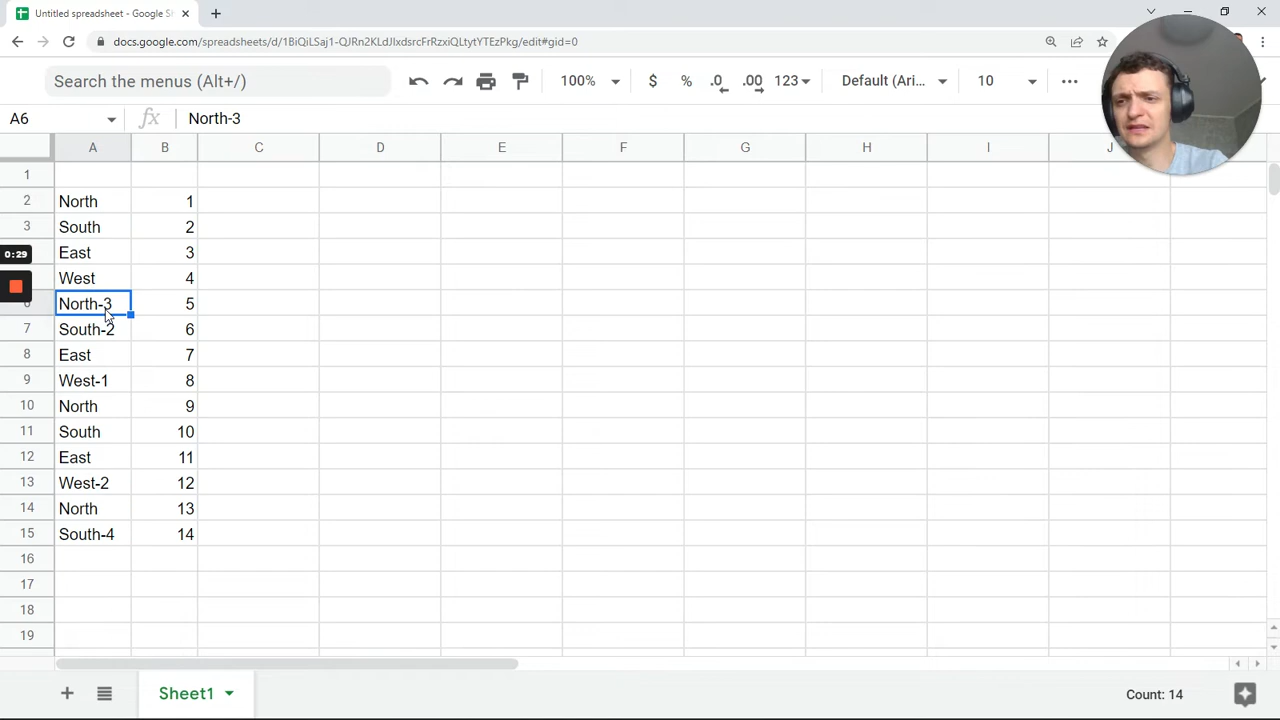 Untitled spreadsheet - Google Sh
docs.google.com/spreadsheets/d/1BiQiLSaj1-QJRn2KLdJlxdsrcFrRzxiQLtytYTEzPkg/edit#gid=0
Search the menus (Alt+/)
100%
$
%
.0
.00
123
Default (Ari...
10
A6
fx
North-3
A B C D E F G H I J
1
2 North 1
3 South 2
0:29
East 3
West 4
6 North-3 5
7 South-2 6
8 East 7
9 West-1 8
10 North 9
11 South 10
12 East 11
13 West-2 12
14 North 13
15 South-4 14
16
17
18
19
Sheet1
Count: 14